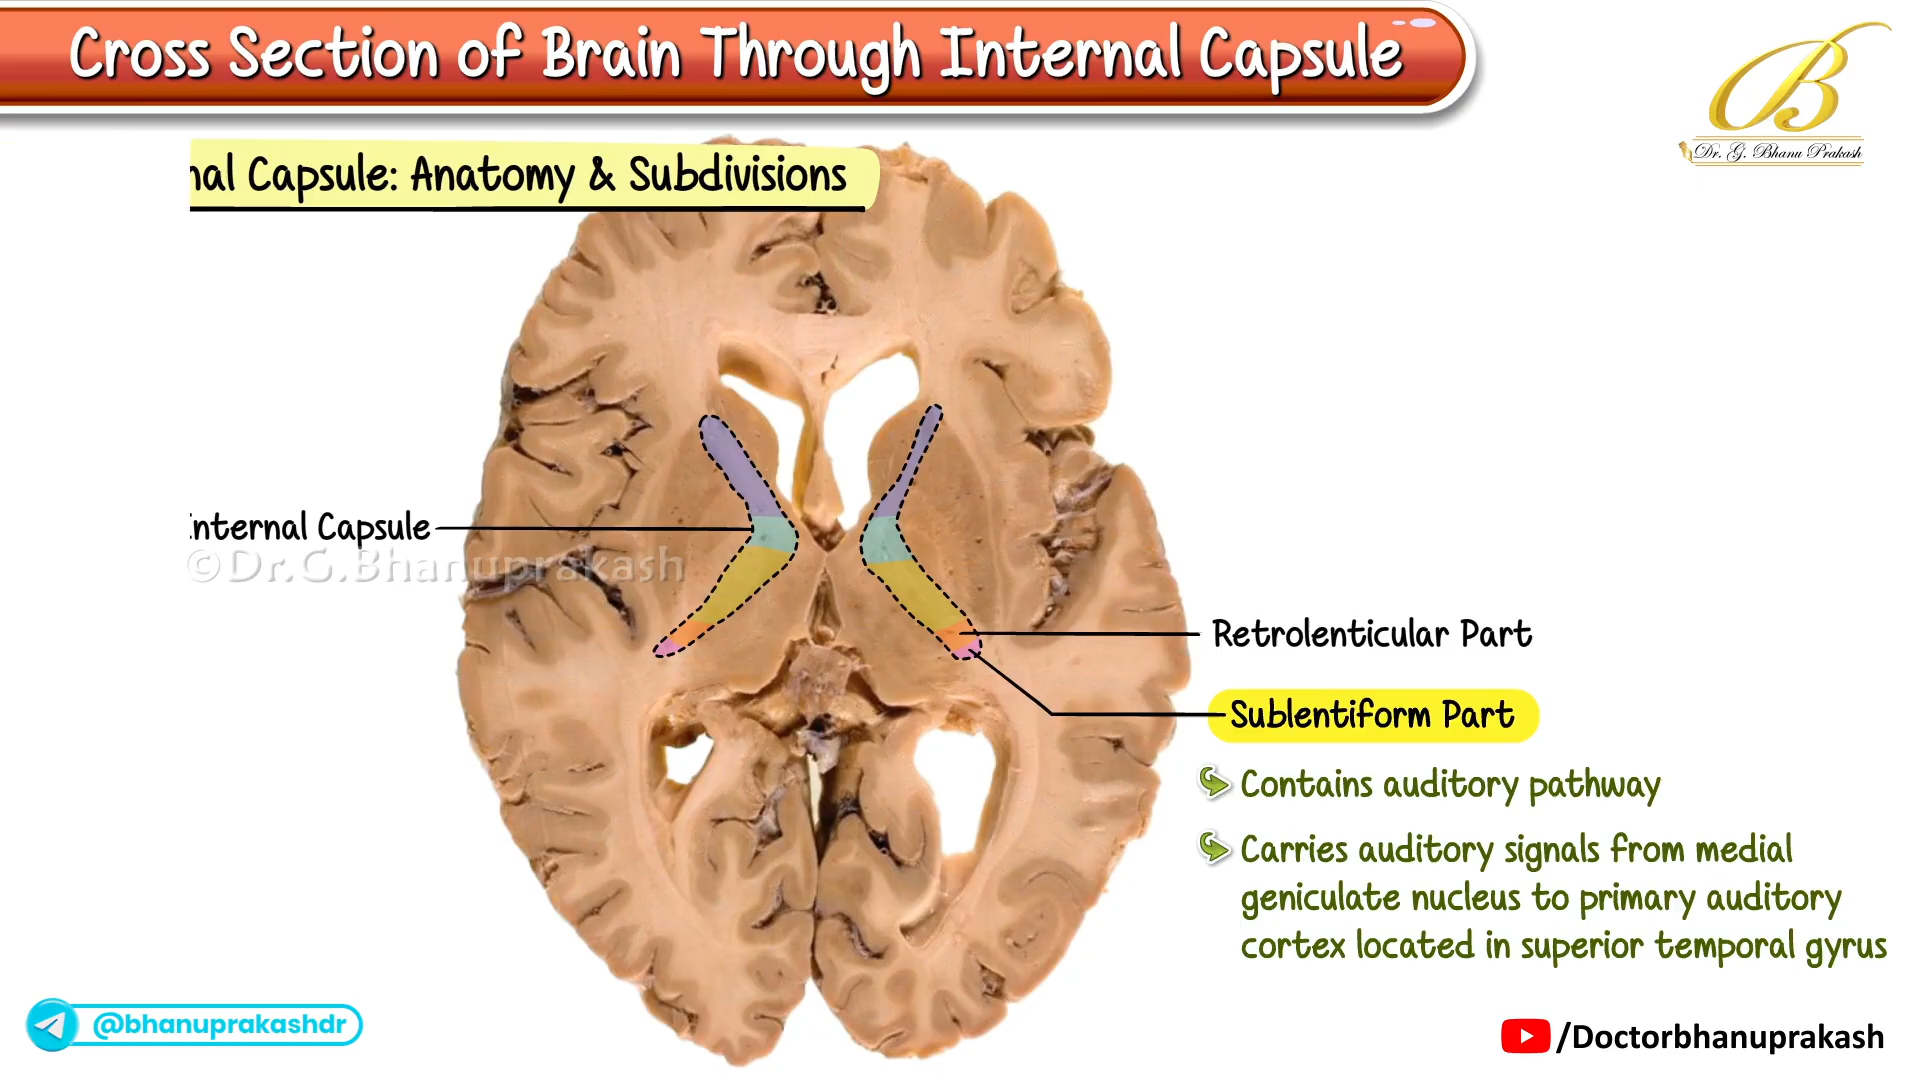 Cross Section of Brain Through Internal Capsule
B
Dr. G. Bhanu Prakash
nal Capsule: Anatomy & Subdivisions
Internal Capsule
©Dr.G.Bhanuprakash
Retrolenticular Part
Sublentiform Part
Contains auditory pathway
Carries auditory signals from medial
geniculate nucleus to primary auditory
cortex located in superior temporal gyrus
@bhanuprakashdr
/Doctorbhanuprakash